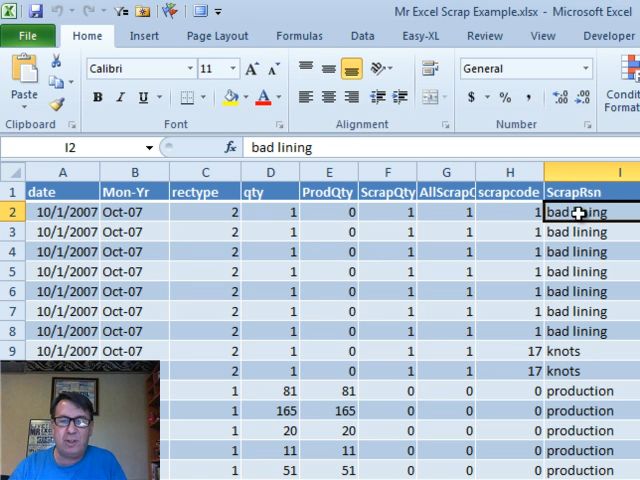 Mr Excel Scrap Example.xlsx - Microsoft Excel
File Home Insert Page Layout Formulas Data Easy-XL Review View Developer
Calibri 11 A A General
Paste B I U A $ % , .0 .00 .00 .0 Format
Clipboard Font Alignment Number
I2 fx bad lining
A B C D E F G H I
1 date Mon-Yr rectype qty ProdQty ScrapQty AllScrapQ scrapcode ScrapRsn
2 10/1/2007 Oct-07 2 1 0 1 1 1 bad lining
3 10/1/2007 Oct-07 2 1 0 1 1 1 bad lining
4 10/1/2007 Oct-07 2 1 0 1 1 1 bad lining
5 10/1/2007 Oct-07 2 1 0 1 1 1 bad lining
6 10/1/2007 Oct-07 2 1 0 1 1 1 bad lining
7 10/1/2007 Oct-07 2 1 0 1 1 1 bad lining
8 10/1/2007 Oct-07 2 1 0 1 1 1 bad lining
9 10/1/2007 Oct-07 2 1 0 1 1 17 knots
2 1 0 1 1 17 knots
1 81 81 0 0 0 production
1 165 165 0 0 0 production
1 20 20 0 0 0 production
1 11 11 0 0 0 production
1 51 51 0 0 0 production